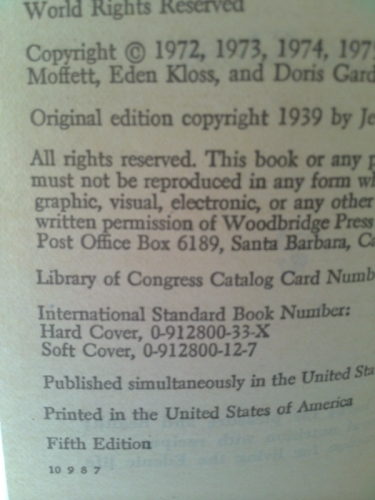 World Rights Reserved
Copyright © 1972, 1973, 1974, 197
Moffett, Eden Kloss, and Doris Gard
Original edition copyright 1939 by Je
All rights reserved. This book or any p
must not be reproduced in any form wh
graphic, visual, electronic, or any other
written permission of Woodbridge Press
Post Office Box 6189, Santa Barbara, Ca
Library of Congress Catalog Card Numb
International Standard Book Number:
Hard Cover, 0-912800-33-X
Soft Cover, 0-912800-12-7
Published simultaneously in the United Sta
Printed in the United States of America
Fifth Edition
10 9 8 7